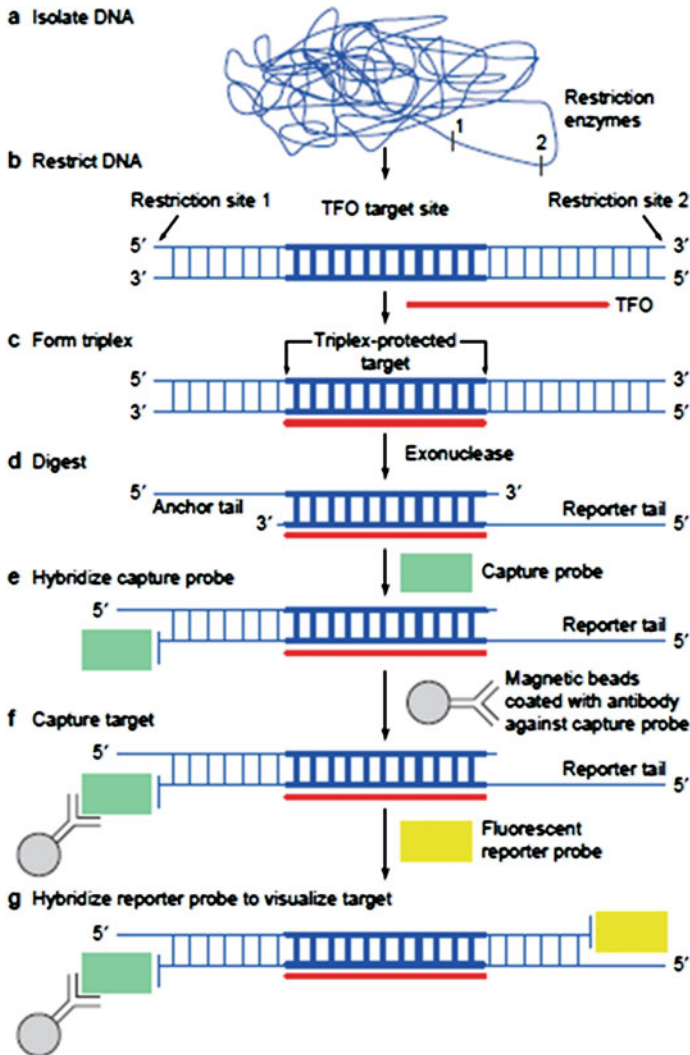 a Isolate DNA
Restriction
enzymes
1
2
b Restrict DNA
Restriction site 1
TFO target site
Restriction site 2
5′ 3′
3′ 5′
TFO
c Form triplex
Triplex-protected
target
5′ 3′
3′ 5′
d Digest
Exonuclease
5′ 3′
Anchor tail
Reporter tail
3′ 5′
Capture probe
e Hybridize capture probe
5′
Reporter tail
5′
Magnetic beads
coated with antibody
against capture probe
f Capture target
5′
Reporter tail
5′
Fluorescent
reporter probe
g Hybridize reporter probe to visualize target
5′
5′